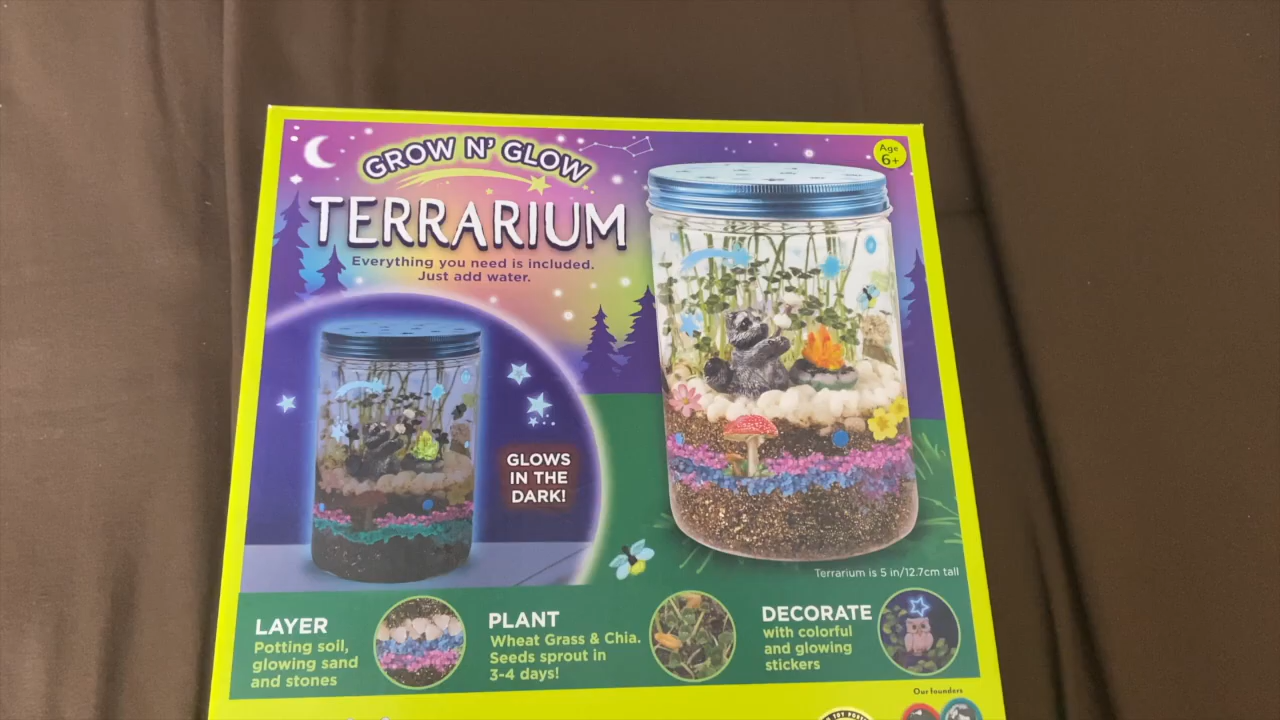 GROW N' GLOW
TERRARIUM
Everything you need is included.
Just add water.
Age
6+
GLOWS
IN THE
DARK!
Terrarium is 5 in/12.7cm tall
LAYER
Potting soil,
glowing sand
and stones
PLANT
Wheat Grass & Chia.
Seeds sprout in
3-4 days!
DECORATE
with colorful
and glowing
stickers
Our founders